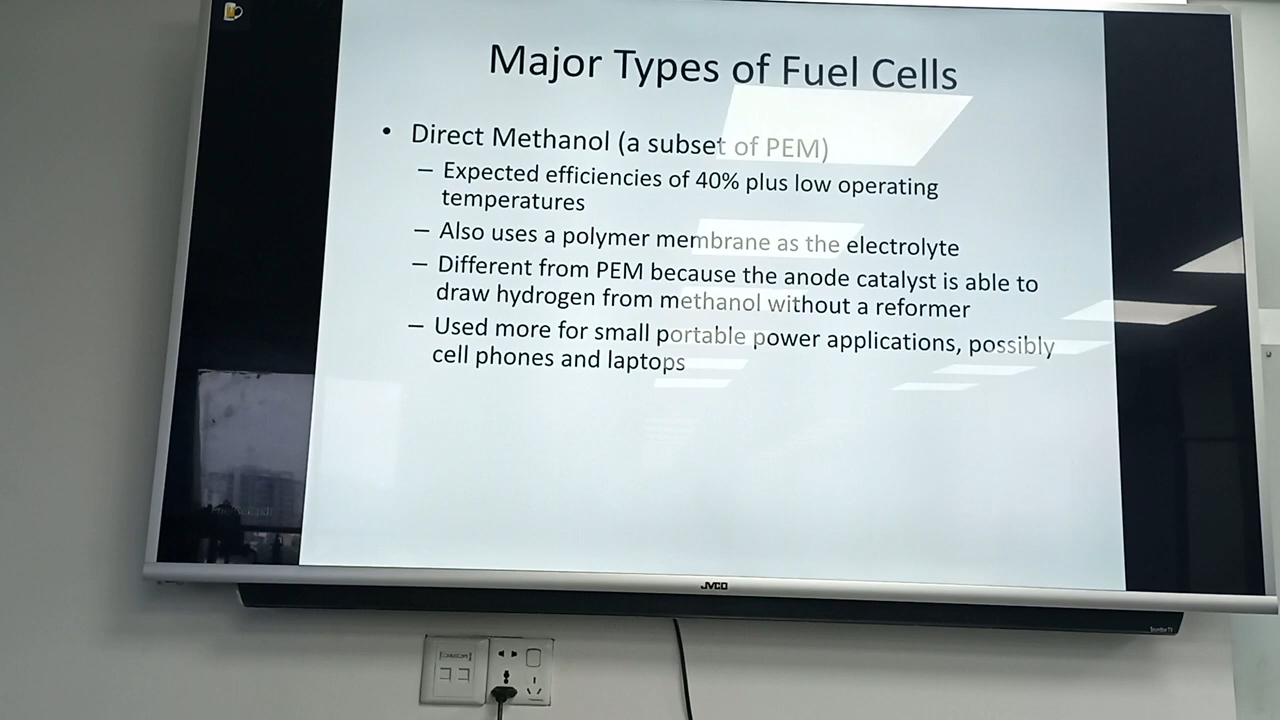 Major Types of Fuel Cells
• Direct Methanol (a subset of PEM)
– Expected efficiencies of 40% plus low operating
temperatures
– Also uses a polymer membrane as the electrolyte
– Different from PEM because the anode catalyst is able to
draw hydrogen from methanol without a reformer
– Used more for small portable power applications, possibly
cell phones and laptops
JVCO